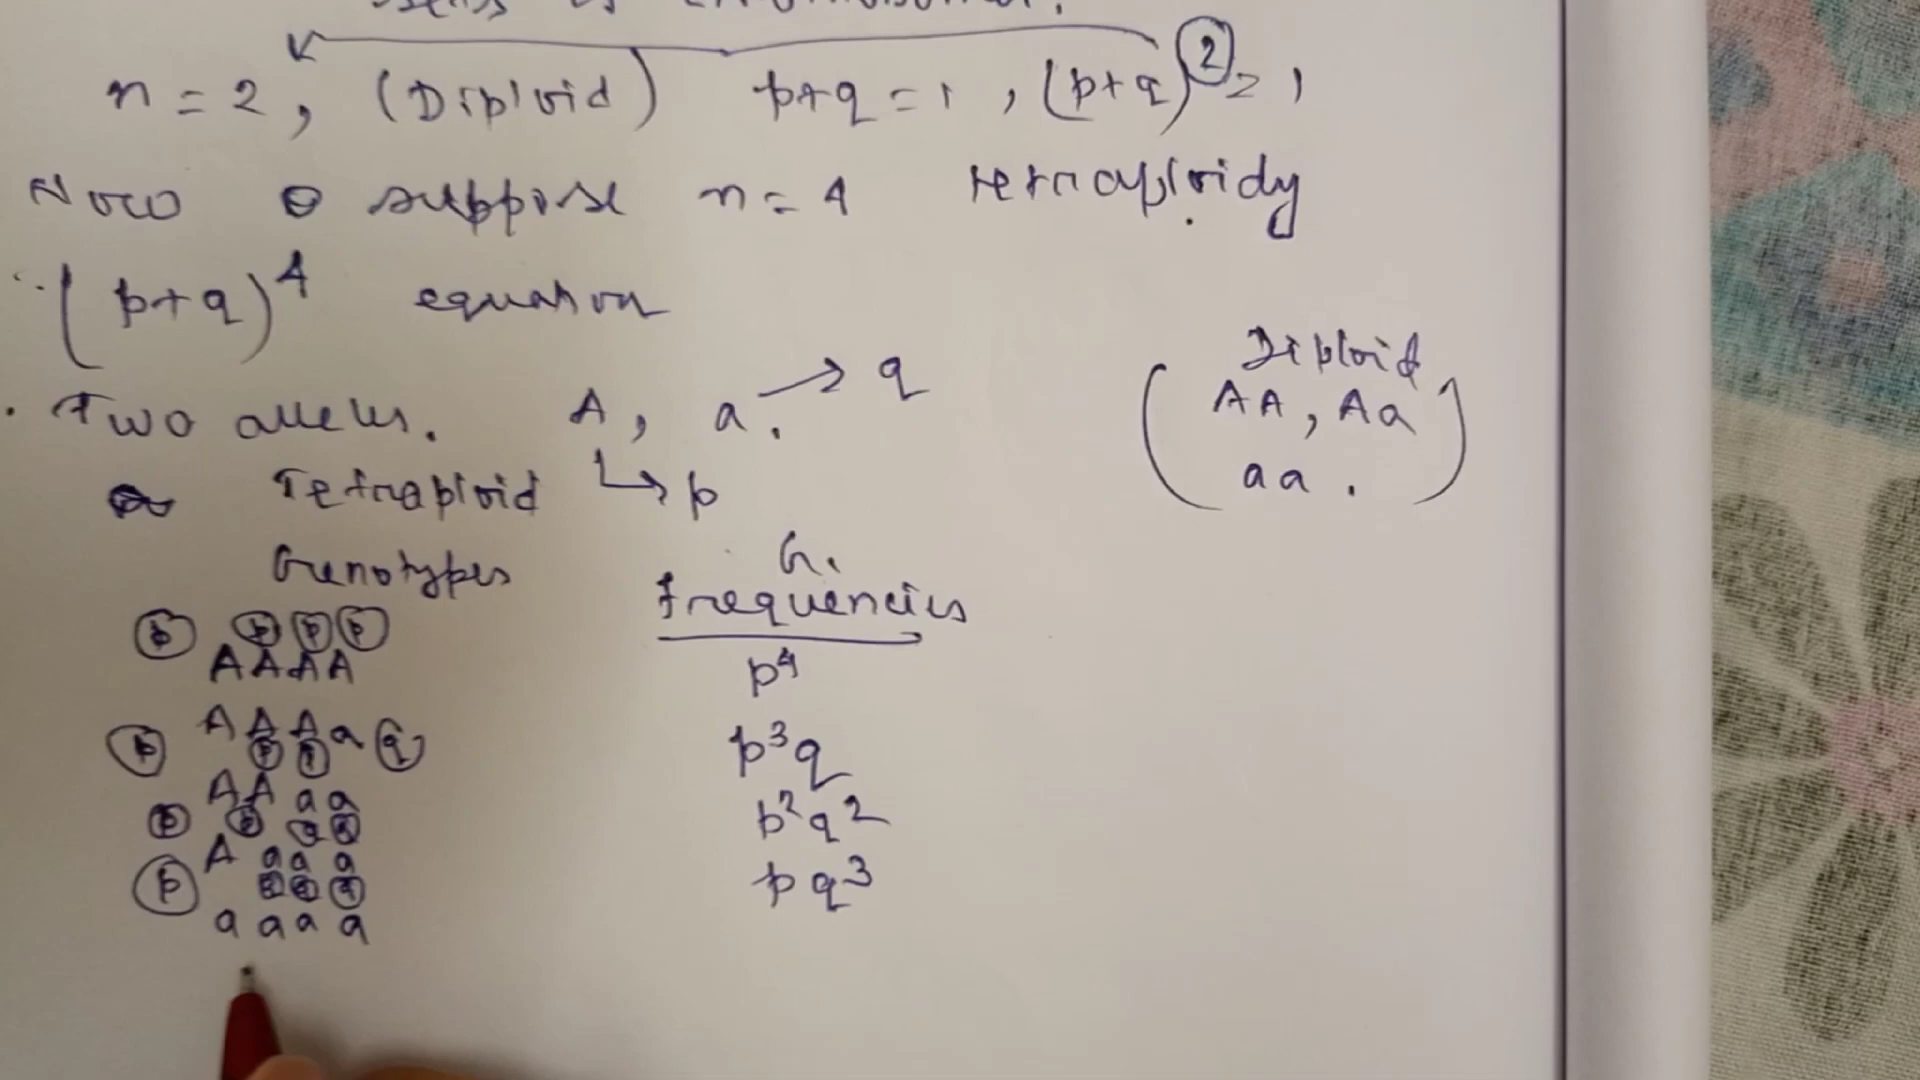 n = 2, (Diploid) p+q = 1, (p+q)² = 1
Now suppose n = 4 tetraploidy
(p+q)⁴ equation
Two alleles. A, a. → q
Tetraploid ↳ p
Genotypes
G.
frequencies
Diploid
AA, Aa
aa.
p p p p
AAAA p⁴
AAAa p³q
p p p q
AAaa p²q²
p p q q
Aaaa pq³
p q q q
aaaa